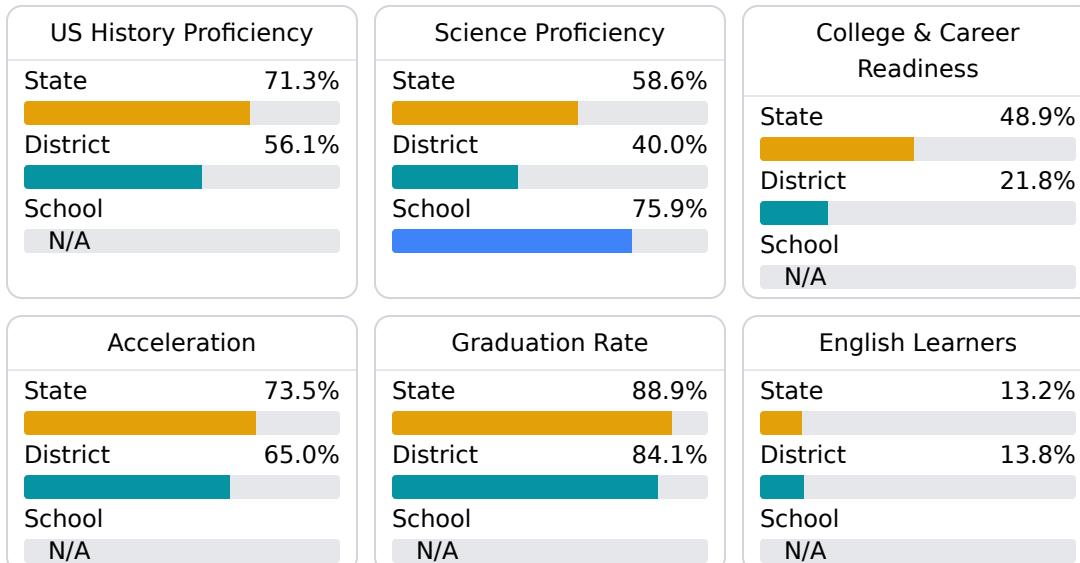 US History Proficiency
State 71.3%
District 56.1%
School
N/A
Science Proficiency
State 58.6%
District 40.0%
School 75.9%
College & Career
Readiness
State 48.9%
District 21.8%
School
N/A
Acceleration
State 73.5%
District 65.0%
School
N/A
Graduation Rate
State 88.9%
District 84.1%
School
N/A
English Learners
State 13.2%
District 13.8%
School
N/A